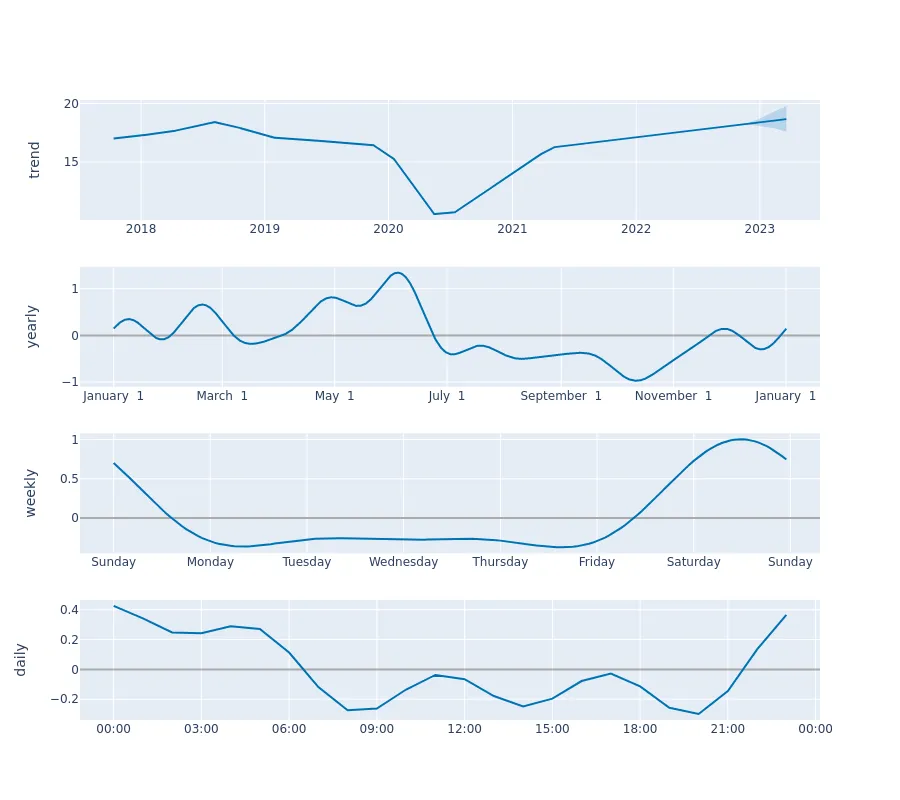 trend
20
15
2018 2019 2020 2021 2022 2023
yearly
1
0
−1
January 1 March 1 May 1 July 1 September 1 November 1 January 1
weekly
1
0.5
0
Sunday Monday Tuesday Wednesday Thursday Friday Saturday Sunday
daily
0.4
0.2
0
−0.2
00:00 03:00 06:00 09:00 12:00 15:00 18:00 21:00 00:00